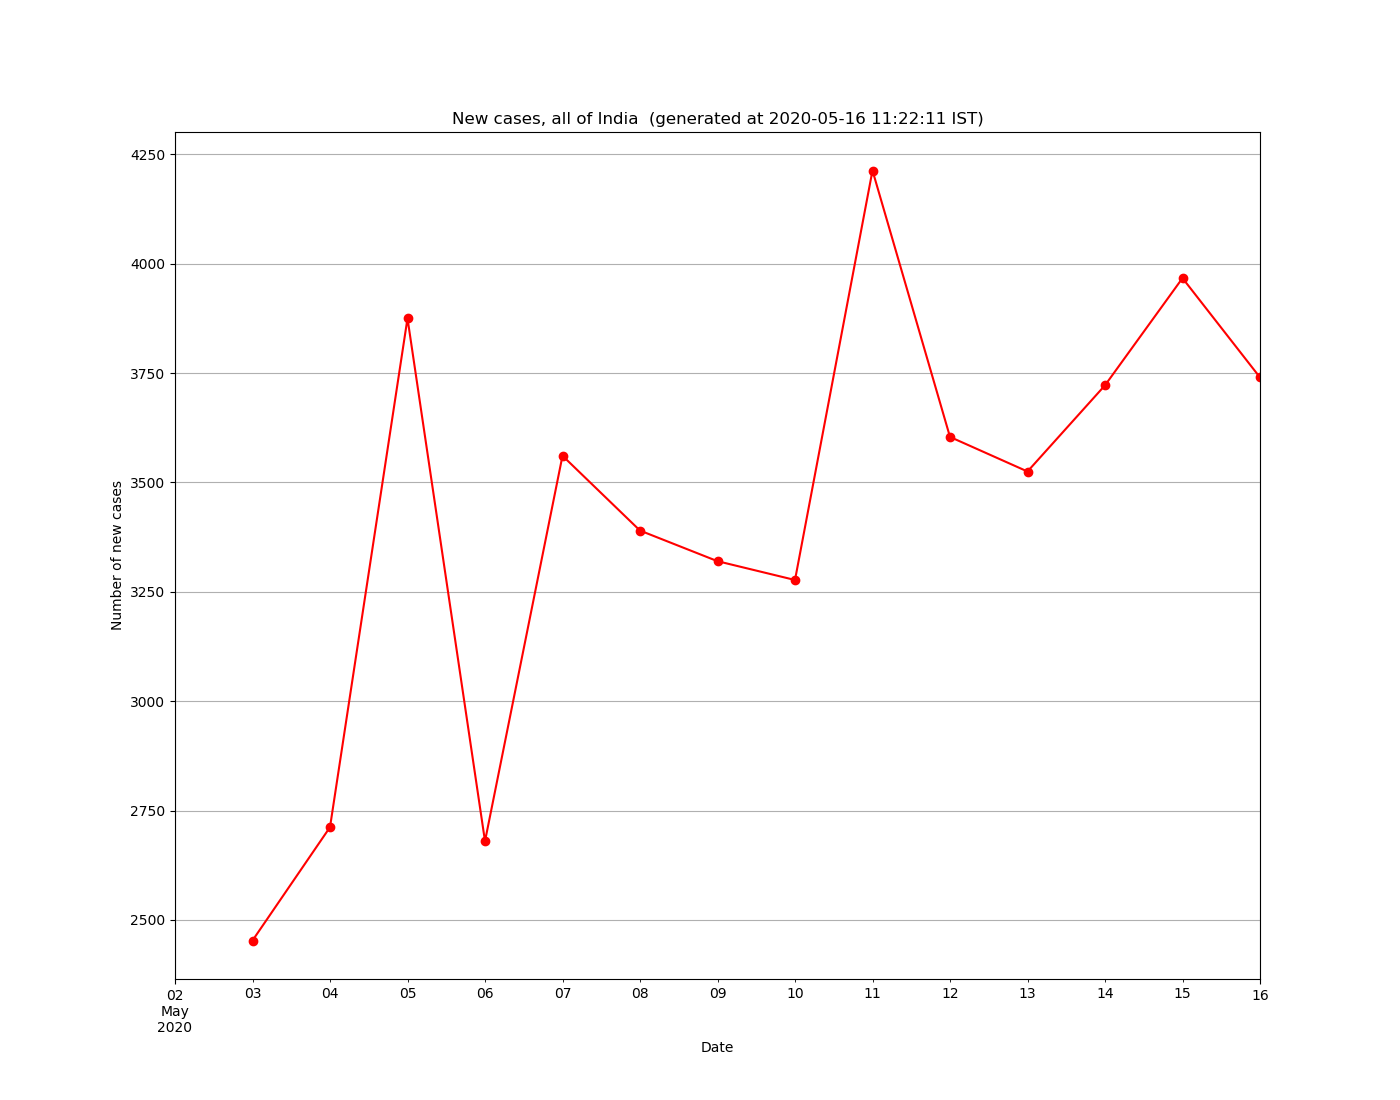 New cases, all of India  (generated at 2020-05-16 11:22:11 IST)
4250
4000
3750
3500
3250
3000
2750
2500
Number of new cases
02 03 04 05 06 07 08 09 10 11 12 13 14 15 16
May
2020
Date